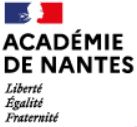 ACADÉMIE
DE NANTES
Liberté
Égalité
Fraternité